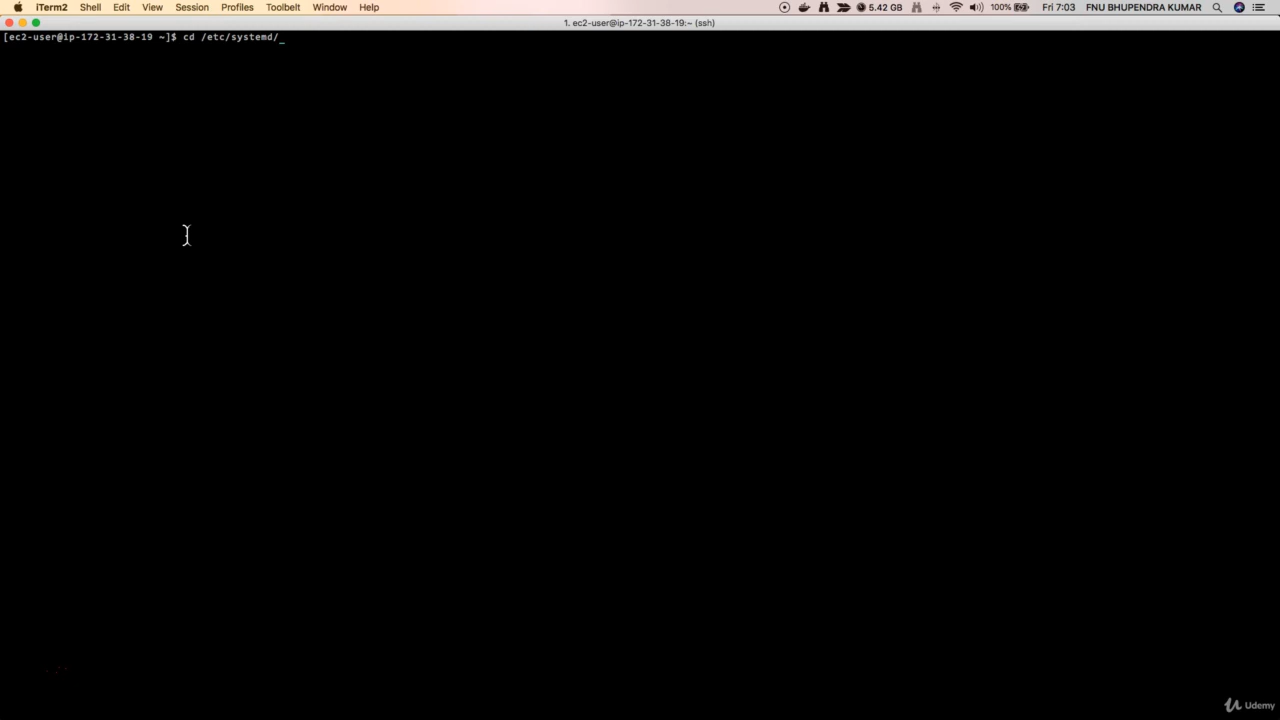 iTerm2 Shell Edit View Session Profiles Toolbelt Window Help 5.42 GB 100% Fri 7:03 FNU BHUPENDRA KUMAR
1. ec2-user@ip-172-31-38-19:~ (ssh)
[ec2-user@ip-172-31-38-19 ~]$ cd /etc/systemd/_
Udemy